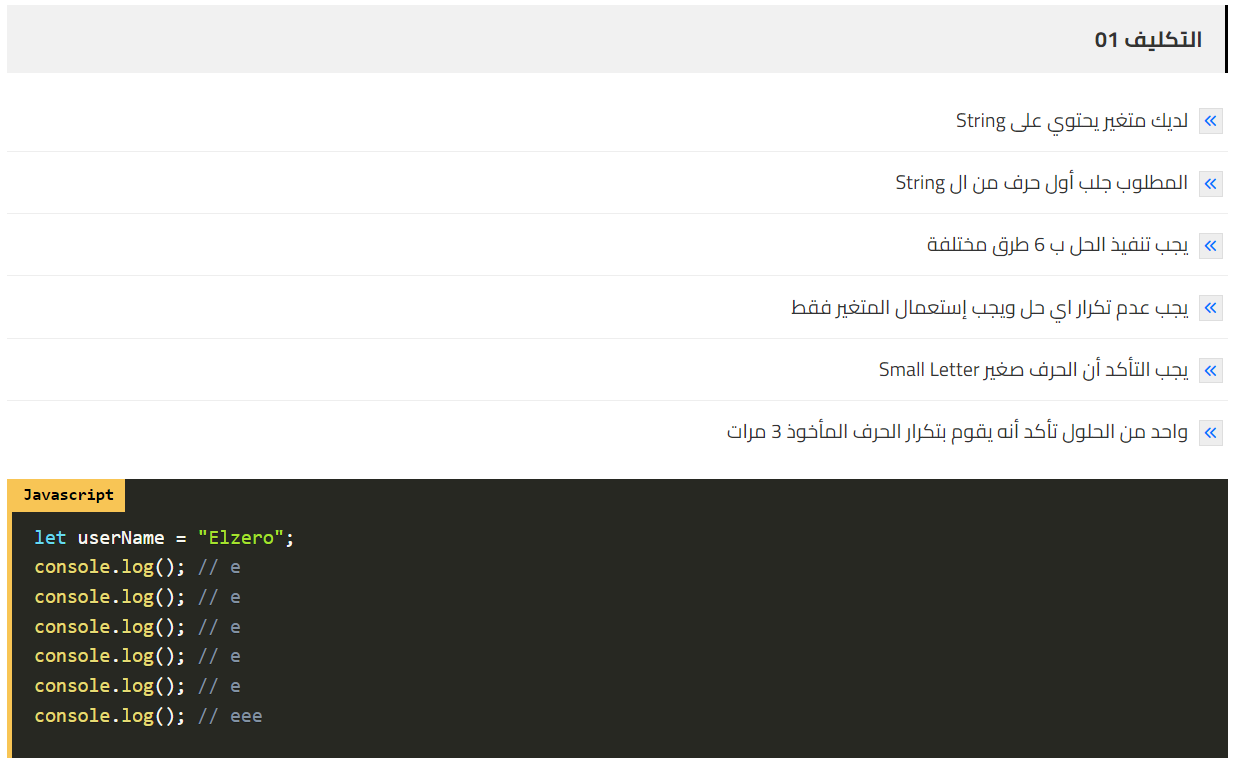 التكليف 01
لديك متغير يحتوي على String
المطلوب جلب أول حرف من ال String
يجب تنفيذ الحل ب 6 طرق مختلفة
يجب عدم تكرار اي حل ويجب إستعمال المتغير فقط
يجب التأكد أن الحرف صغير Small Letter
واحد من الحلول تأكد أنه يقوم بتكرار الحرف المأخوذ 3 مرات
Javascript
let userName = "Elzero";
console.log(); // e
console.log(); // e
console.log(); // e
console.log(); // e
console.log(); // e
console.log(); // eee